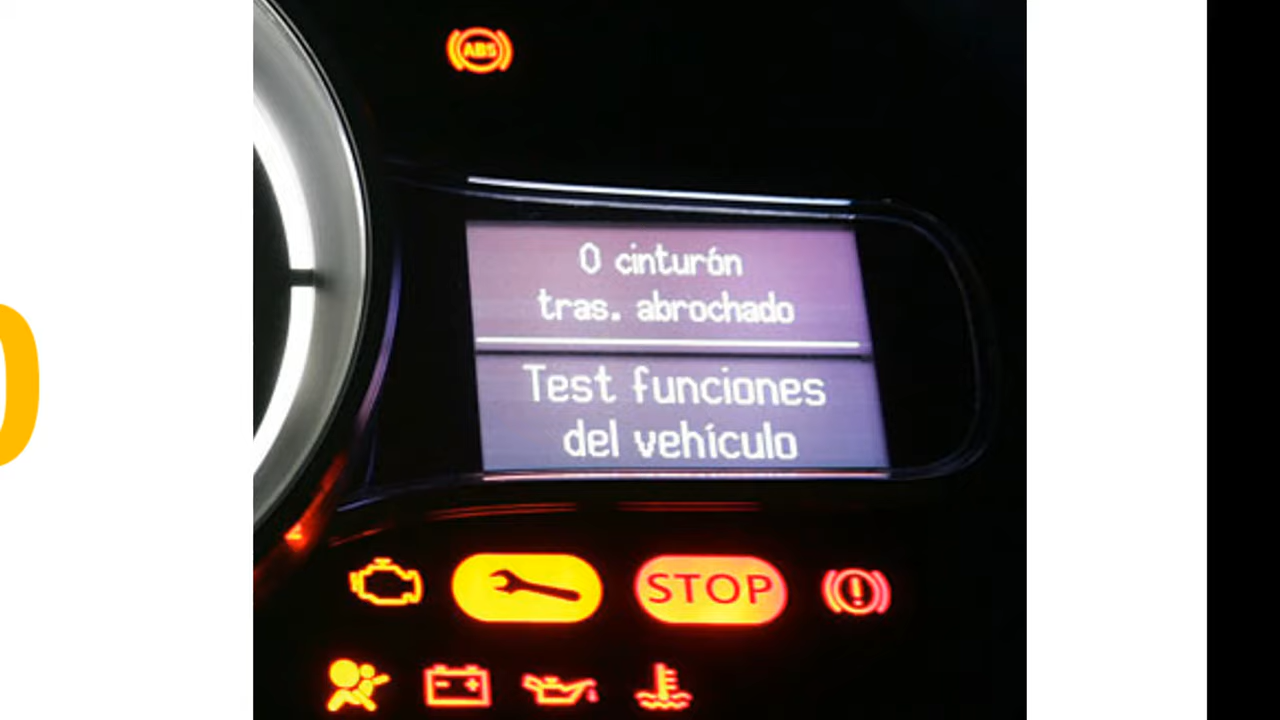 ABS
0 cinturón
tras. abrochado
Test funciones
del vehículo
STOP